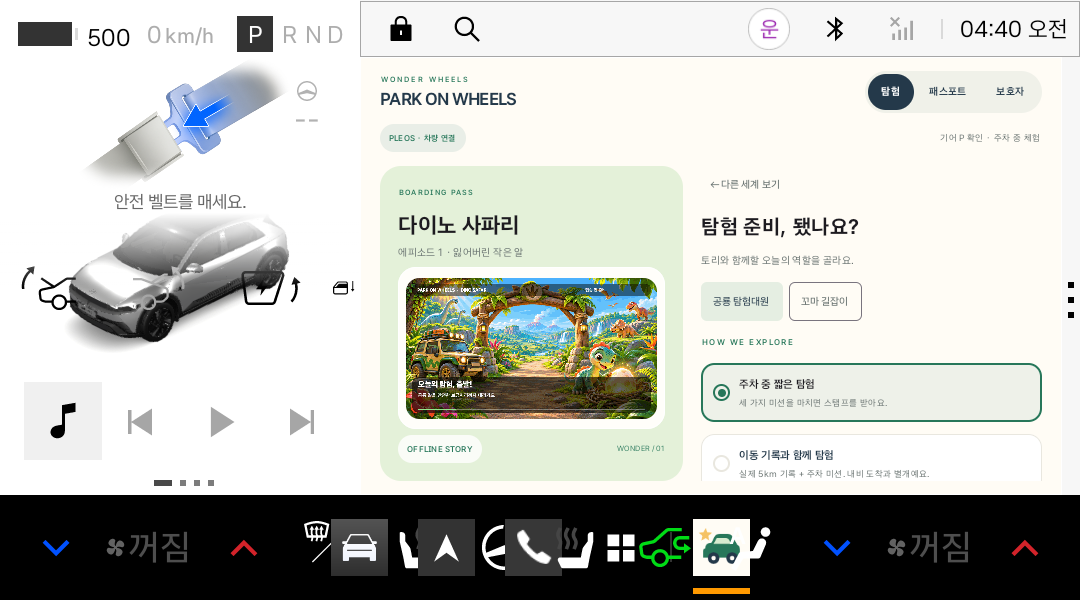 500
0 km/h
P R N D
운
04:40 오전
안전 벨트를 매세요.
WONDER WHEELS
PARK ON WHEELS
탐험
패스포트
보호자
PLEOS · 차량 연결
기어 P 확인 · 주차 중 체험
BOARDING PASS
다이노 사파리
에피소드 1 · 잃어버린 작은 알
PARK ON WHEELS · DINO SAFARI
오늘의 탐험, 출발!
OFFLINE STORY
WONDER / 01
←다른 세계 보기
탐험 준비, 됐나요?
토리와 함께할 오늘의 역할을 골라요.
공룡 탐험대원
꼬마 길잡이
HOW WE EXPLORE
주차 중 짧은 탐험
세 가지 미션을 마치면 스탬프를 받아요.
이동 기록과 함께 탐험
실제 5km 기록 + 주차 미션. 내비 도착과 별개예요.
꺼짐
꺼짐